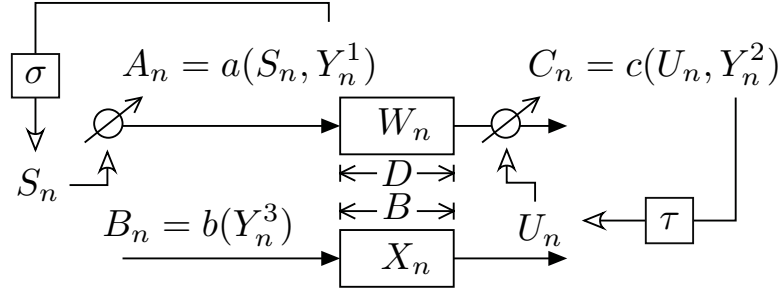 σ
A_n = a(S_n, Y_n^1)
C_n = c(U_n, Y_n^2)
W_n
S_n
D
B
B_n = b(Y_n^3)
U_n
τ
X_n